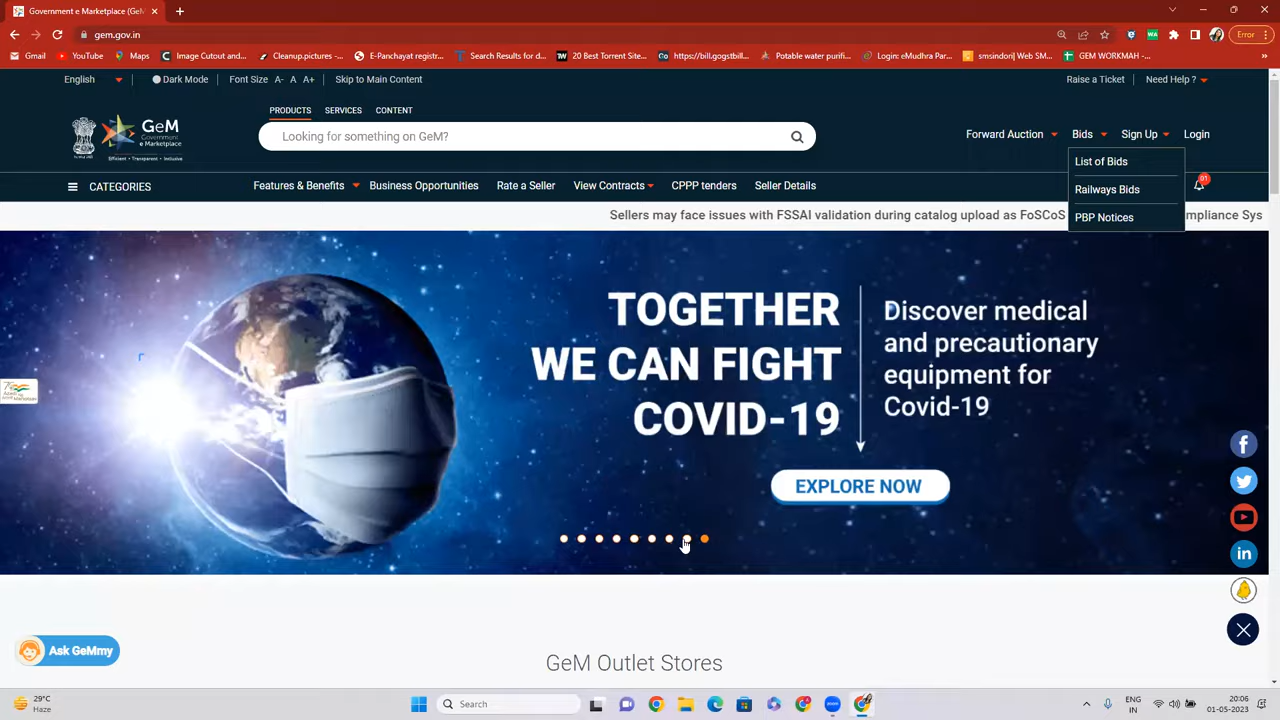 Government e Marketplace (GeM
gem.gov.in
Error
Gmail
YouTube
Maps
Image Cutout and...
Cleanup.pictures -...
E-Panchayat registr...
Search Results for d...
20 Best Torrent Site...
https://bill.gogstbill...
Potable water purifi...
Login: eMudhra Par...
smsindori| Web SM...
GEM WORKMAH -...
»
English
Dark Mode
Font Size A- A A+
Skip to Main Content
Raise a Ticket
Need Help ?
PRODUCTS
SERVICES
CONTENT
GeM
Government
e Marketplace
Efficient • Transparent • Inclusive
Looking for something on GeM?
Forward Auction
Bids
Sign Up
Login
List of Bids
Railways Bids
PBP Notices
CATEGORIES
Features & Benefits
Business Opportunities
Rate a Seller
View Contracts
CPPP tenders
Seller Details
01
Sellers may face issues with FSSAI validation during catalog upload as FoSCoS
mpliance Sys
TOGETHER
WE CAN FIGHT
COVID-19
Discover medical
and precautionary
equipment for
Covid-19
EXPLORE NOW
Ask GeMmy
GeM Outlet Stores
29°C
Haze
Search
ENG
IN
20:06
01-05-2023